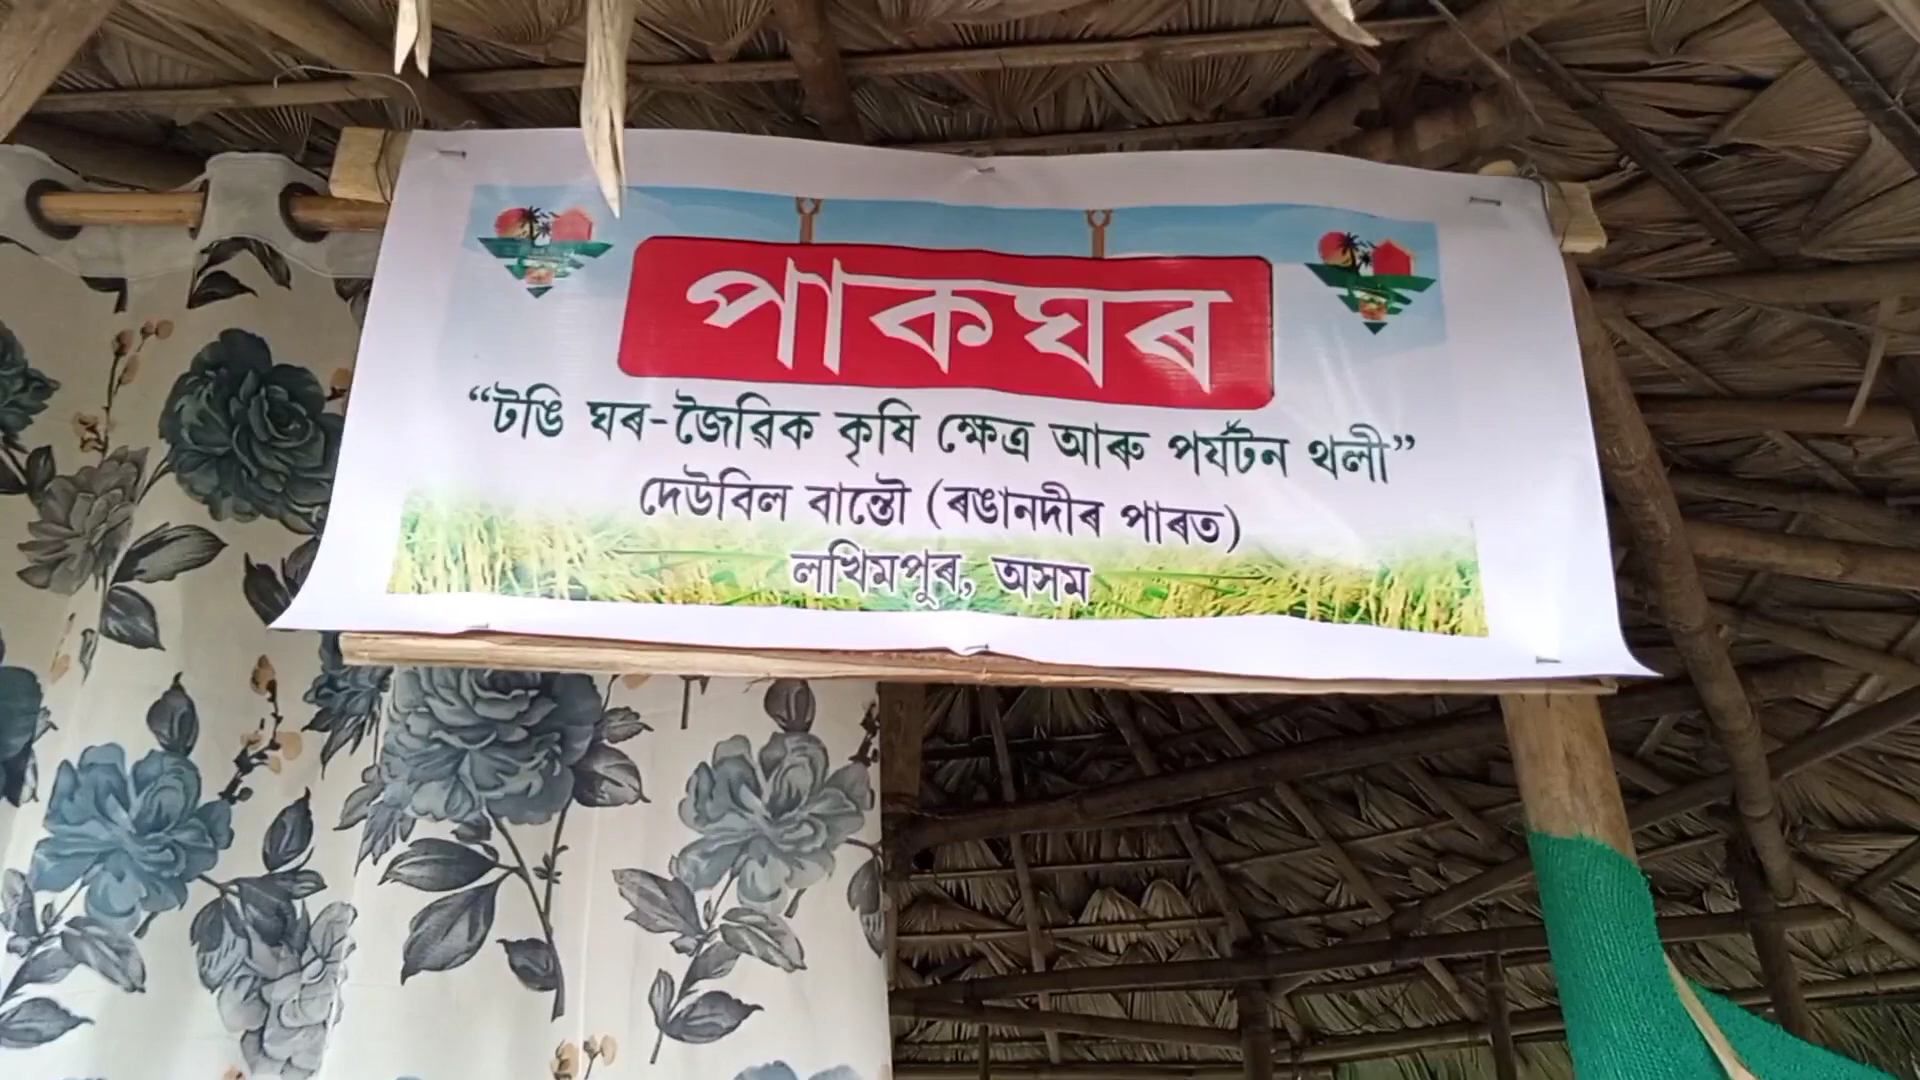 পাকঘৰ
“টঙি ঘৰ-জৈৱিক কৃষি ক্ষেত্ৰ আৰু পৰ্যটন থলী”
দেউবিল বান্তৌ (ৰঙানদীৰ পাৰত)
লখিমপুৰ, অসম